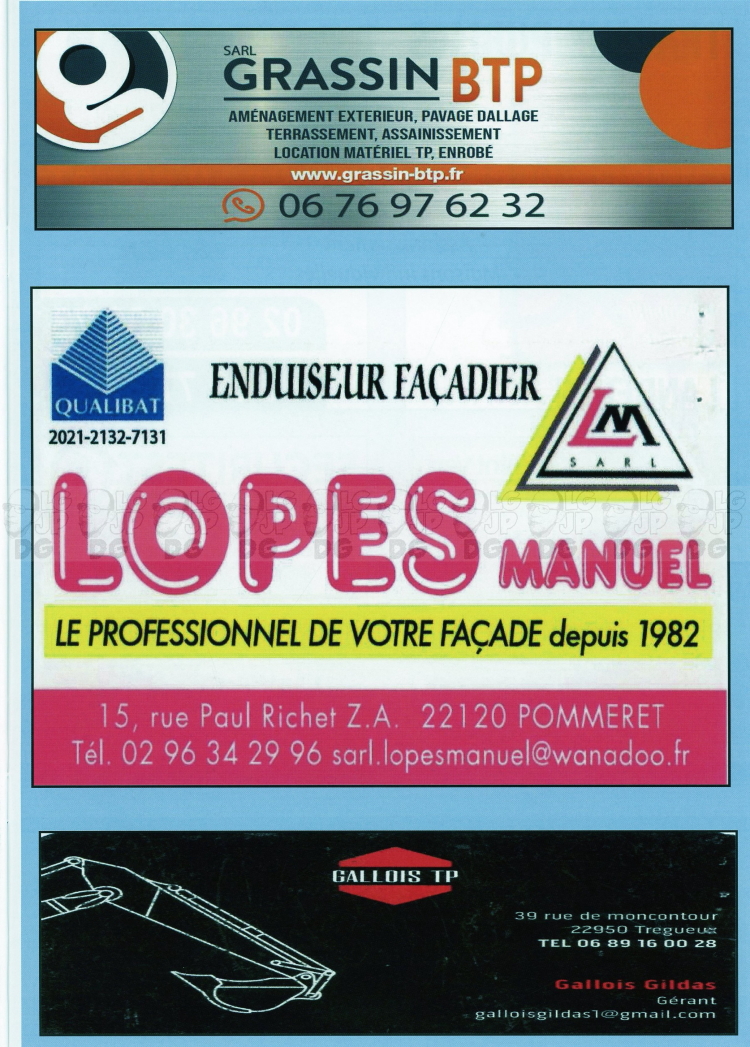 SARL
GRASSIN BTP
AMÉNAGEMENT EXTERIEUR, PAVAGE DALLAGE
TERRASSEMENT, ASSAINISSEMENT
LOCATION MATÉRIEL TP, ENROBÉ
www.grassin-btp.fr
06 76 97 62 32
QUALIBAT
2021-2132-7131
ENDUISEUR FAÇADIER
LM
SARL
LOPES MANUEL
LE PROFESSIONNEL DE VOTRE FAÇADE depuis 1982
15, rue Paul Richet Z.A. 22120 POMMERET
Tél. 02 96 34 29 96 sarl.lopesmanuel@wanadoo.fr
GALLOIS TP
39 rue de moncontour
22950 Tregueux
TEL 06 89 16 00 28
Gallois Gildas
Gérant
galloisgildas1@gmail.com